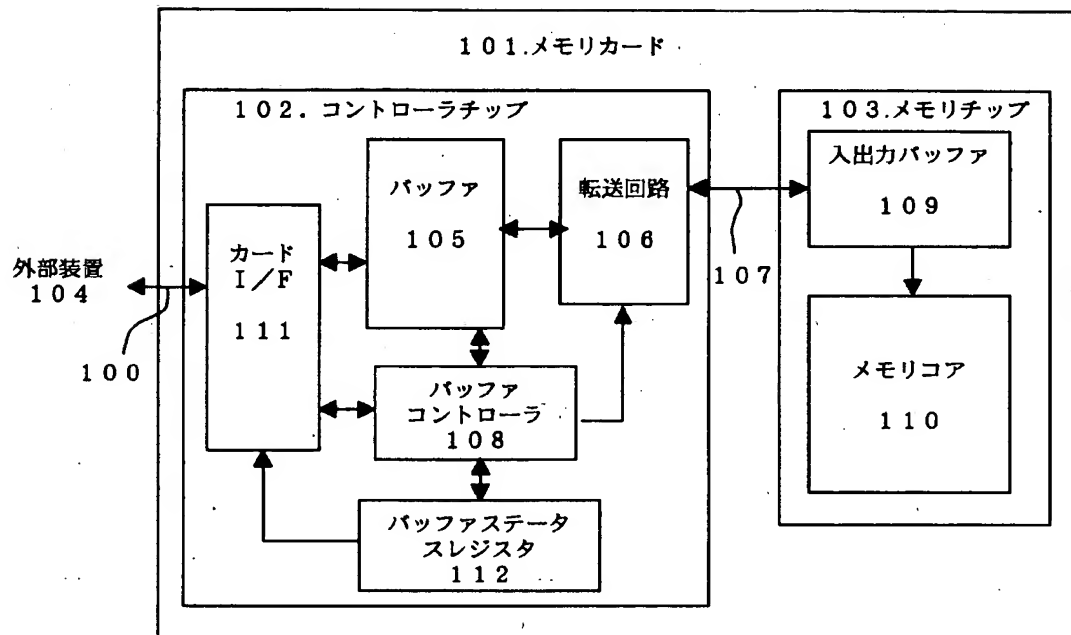 １０１.メモリカード
１０２. コントローラチップ
１０３.メモリチップ
バッファ
１０５
転送回路
１０６
入出力バッファ
１０９
１０７
カード
Ｉ／Ｆ
１１１
外部装置
１０４
１００
バッファ
コントローラ
１０８
メモリコア
１１０
バッファステータ
スレジスタ
１１２